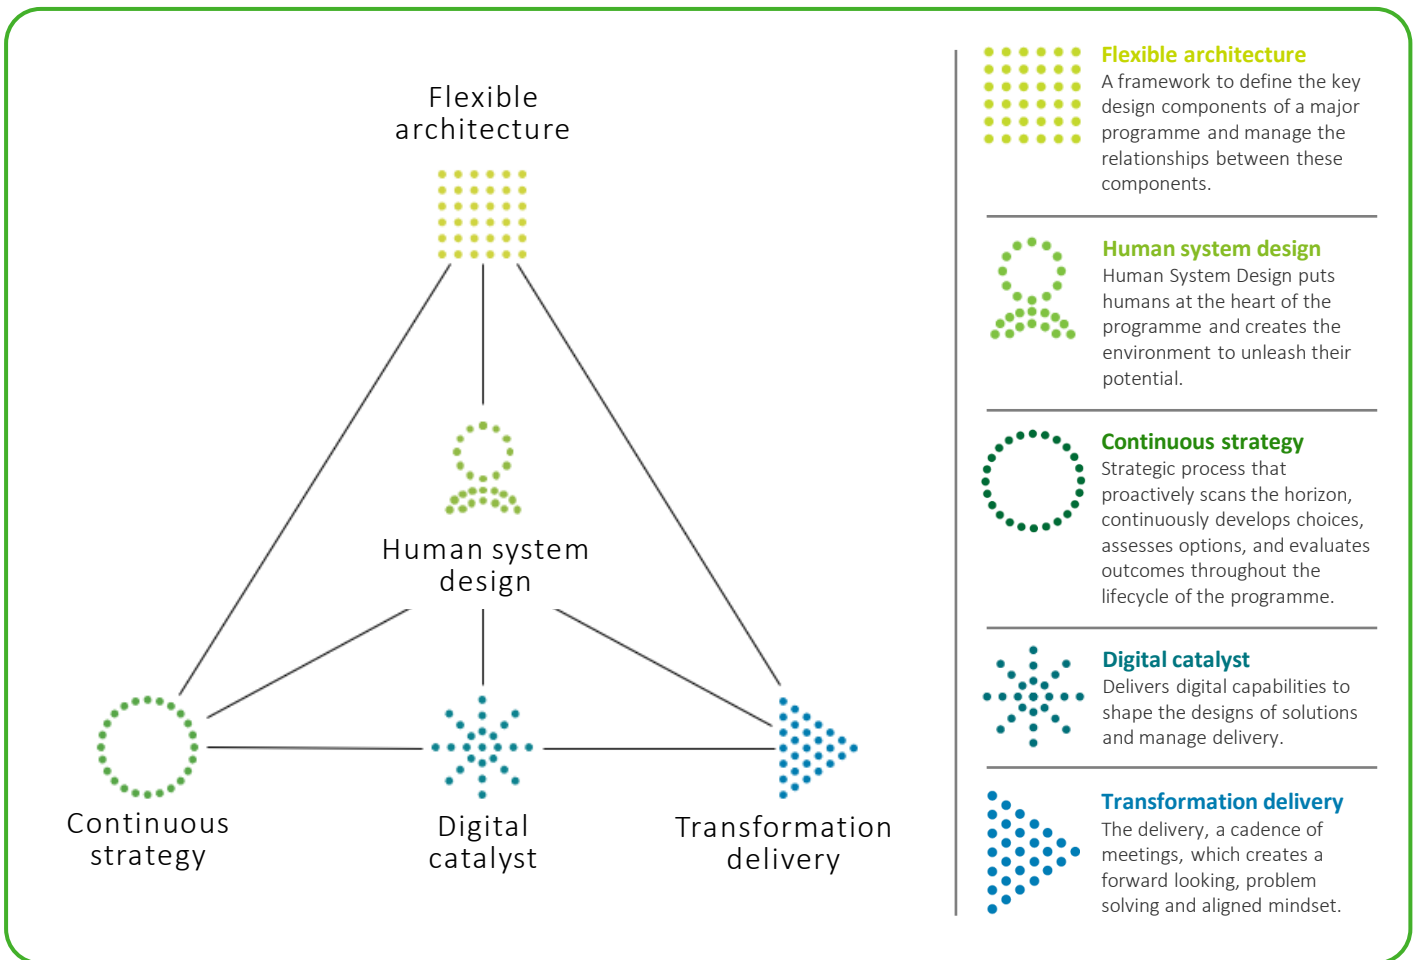 Flexible
architecture
Human system
design
Continuous
strategy
Digital
catalyst
Transformation
delivery
Flexible architecture
A framework to define the key
design components of a major
programme and manage the
relationships between these
components.
Human system design
Human System Design puts
humans at the heart of the
programme and creates the
environment to unleash their
potential.
Continuous strategy
Strategic process that
proactively scans the horizon,
continuously develops choices,
assesses options, and evaluates
outcomes throughout the
lifecycle of the programme.
Digital catalyst
Delivers digital capabilities to
shape the designs of solutions
and manage delivery.
Transformation delivery
The delivery, a cadence of
meetings, which creates a
forward looking, problem
solving and aligned mindset.